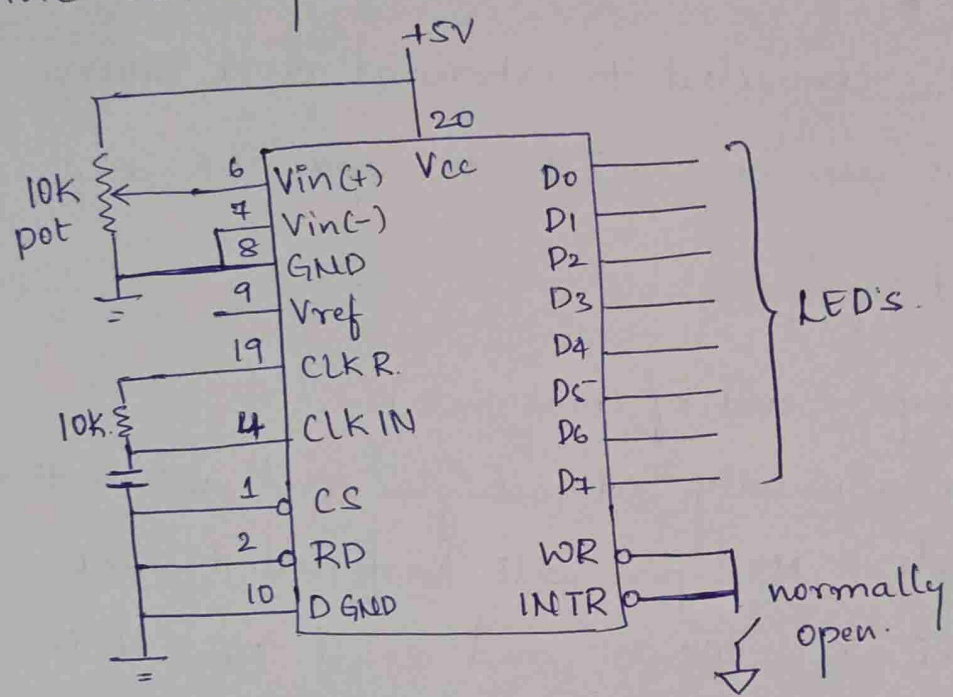 +5V
20
10K
pot
6
Vin(+)
Vcc
D0
7
Vin(-)
D1
8
GND
D2
9
Vref
D3
LED'S.
19
CLK R.
D4
10K.
4
CLK IN
D5
D6
1
CS
D7
2
RD
WR
10
D GND
INTR
normally
open.